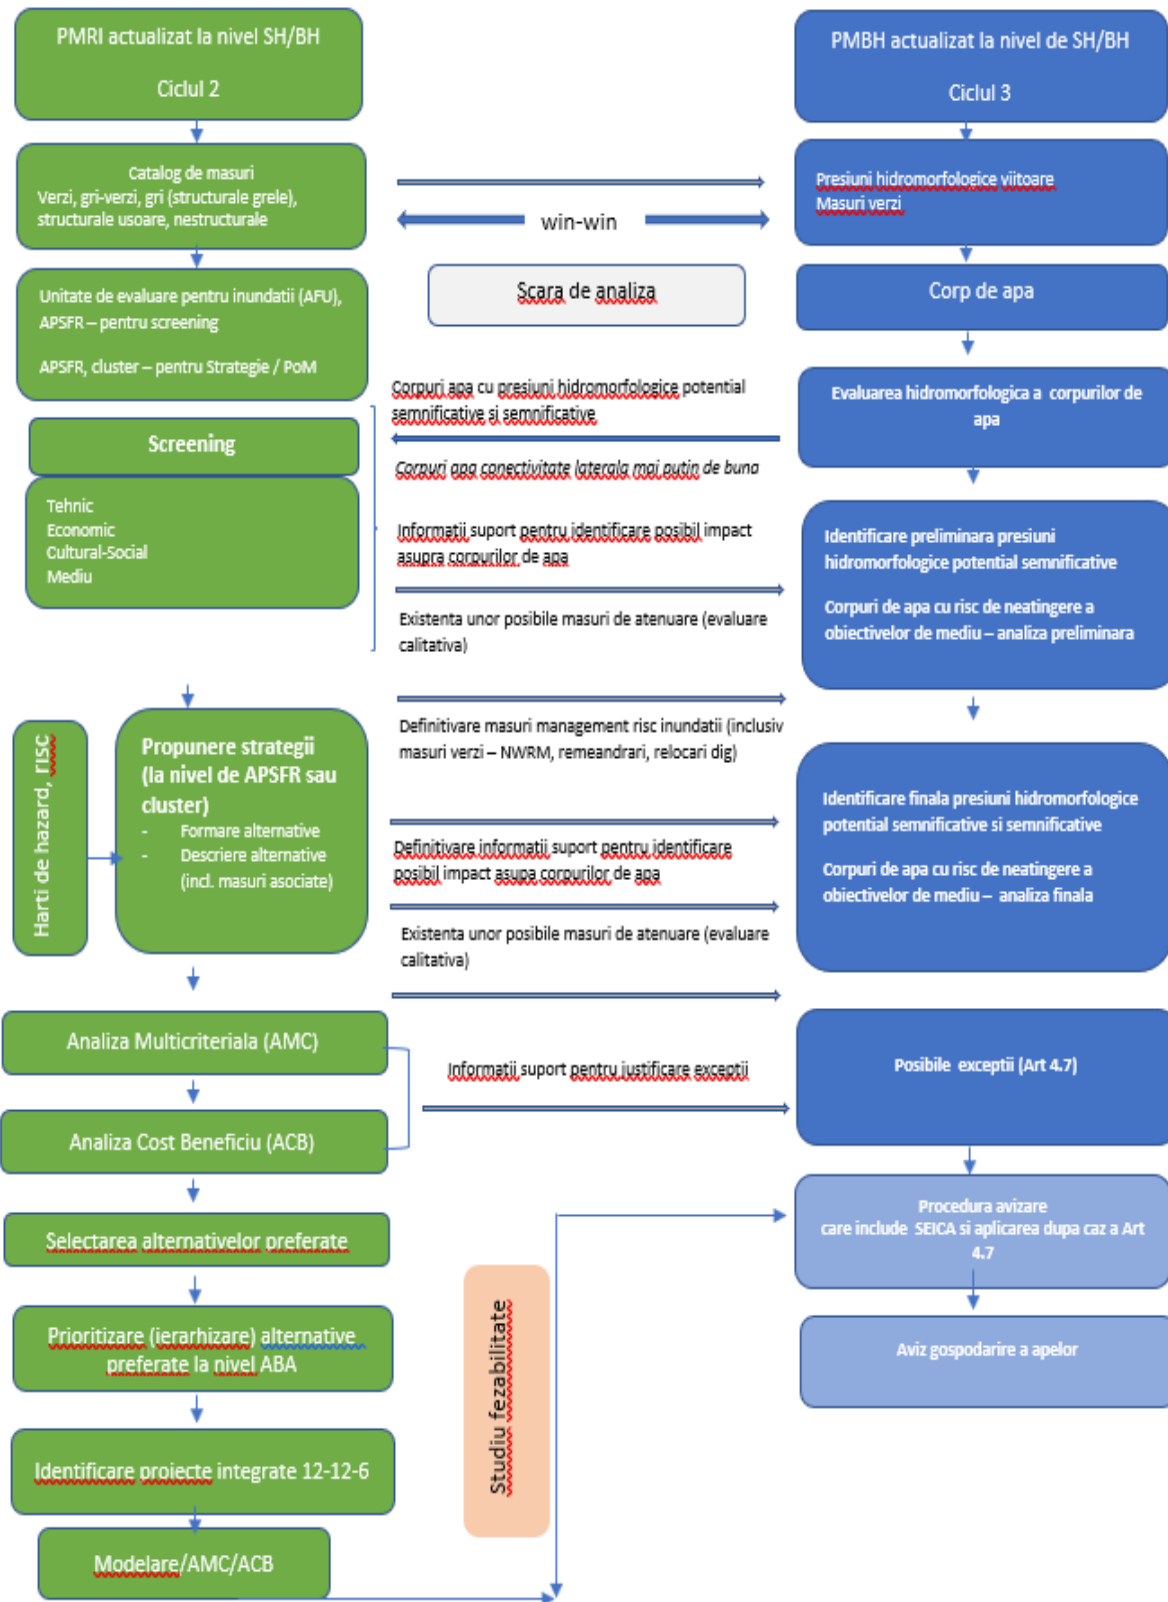 PMRI actualizat la nivel SH/BH
Ciclul 2
Catalog de masuri
Verzi, gri-verzi, gri (structurale grele),
structurale usoare, nestructurale
Unitate de evaluare pentru inundatii (AFU),
APSFR – pentru screening
APSFR, cluster – pentru Strategie / PoM
Screening
Tehnic
Economic
Cultural-Social
Mediu
Harti de hazard, risc
Propunere strategii
(la nivel de APSFR sau
cluster)
- Formare alternative
- Descriere alternative
(incl. masuri asociate)
Analiza Multicriteriala (AMC)
Analiza Cost Beneficiu (ACB)
Selectarea alternativelor preferate
Prioritizare (ierarhizare) alternative
preferate la nivel ABA
Identificare proiecte integrate 12-12-6
Modelare/AMC/ACB
win-win
Scara de analiza
Corpuri apa cu presiuni hidromorfologice potential
semnificative si semnificative
Corpuri apa conectivitate laterala mai putin de buna
Informatii suport pentru identificare posibil impact
asupra corpurilor de apa
Existenta unor posibile masuri de atenuare (evaluare
calitativa)
Definitivare masuri management risc inundatii (inclusiv
masuri verzi – NWRM, remeandrari, relocari dig)
Definitivare informatii suport pentru identificare
posibil impact asupa corpurilor de apa
Existenta unor posibile masuri de atenuare (evaluare
calitativa)
Informatii suport pentru justificare exceptii
Studiu fezabilitate
PMBH actualizat la nivel de SH/BH
Ciclul 3
Presiuni hidromorfologice viitoare
Masuri verzi
Corp de apa
Evaluarea hidromorfologica a corpurilor de
apa
Identificare preliminara presiuni
hidromorfologice potential semnificative
Corpuri de apa cu risc de neatingere a
obiectivelor de mediu – analiza preliminara
Identificare finala presiuni hidromorfologice
potential semnificative si semnificative
Corpuri de apa cu risc de neatingere a
obiectivelor de mediu – analiza finala
Posibile exceptii (Art 4.7)
Procedura avizare
care include SEICA si aplicarea dupa caz a Art
4.7
Aviz gospodarire a apelor